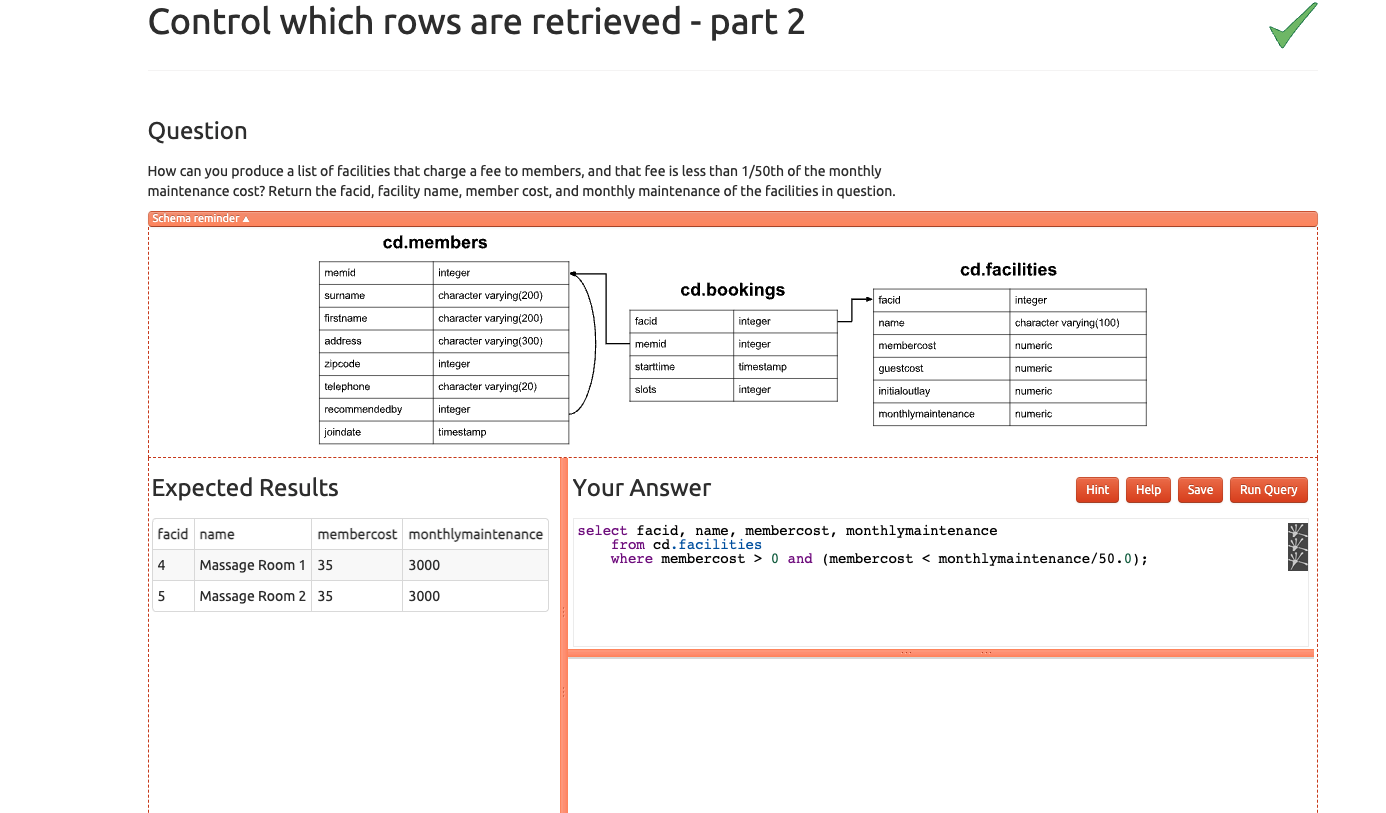 Control which rows are retrieved - part 2
Question
How can you produce a list of facilities that charge a fee to members, and that fee is less than 1/50th of the monthly
maintenance cost? Return the facid, facility name, member cost, and monthly maintenance of the facilities in question.
Schema reminder ▲
cd.members
memid integer
surname character varying(200)
firstname character varying(200)
address character varying(300)
zipcode integer
telephone character varying(20)
recommendedby integer
joindate timestamp
cd.bookings
facid integer
memid integer
starttime timestamp
slots integer
cd.facilities
facid integer
name character varying(100)
membercost numeric
guestcost numeric
initialoutlay numeric
monthlymaintenance numeric
Expected Results
facid name membercost monthlymaintenance
4 Massage Room 1 35 3000
5 Massage Room 2 35 3000
Your Answer
Hint Help Save Run Query
select facid, name, membercost, monthlymaintenance
    from cd.facilities
    where membercost > 0 and (membercost < monthlymaintenance/50.0);